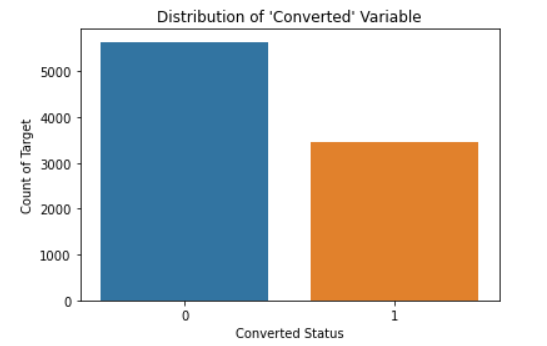 Distribution of 'Converted' Variable
5000
4000
3000
2000
1000
0
Count of Target
0 1
Converted Status